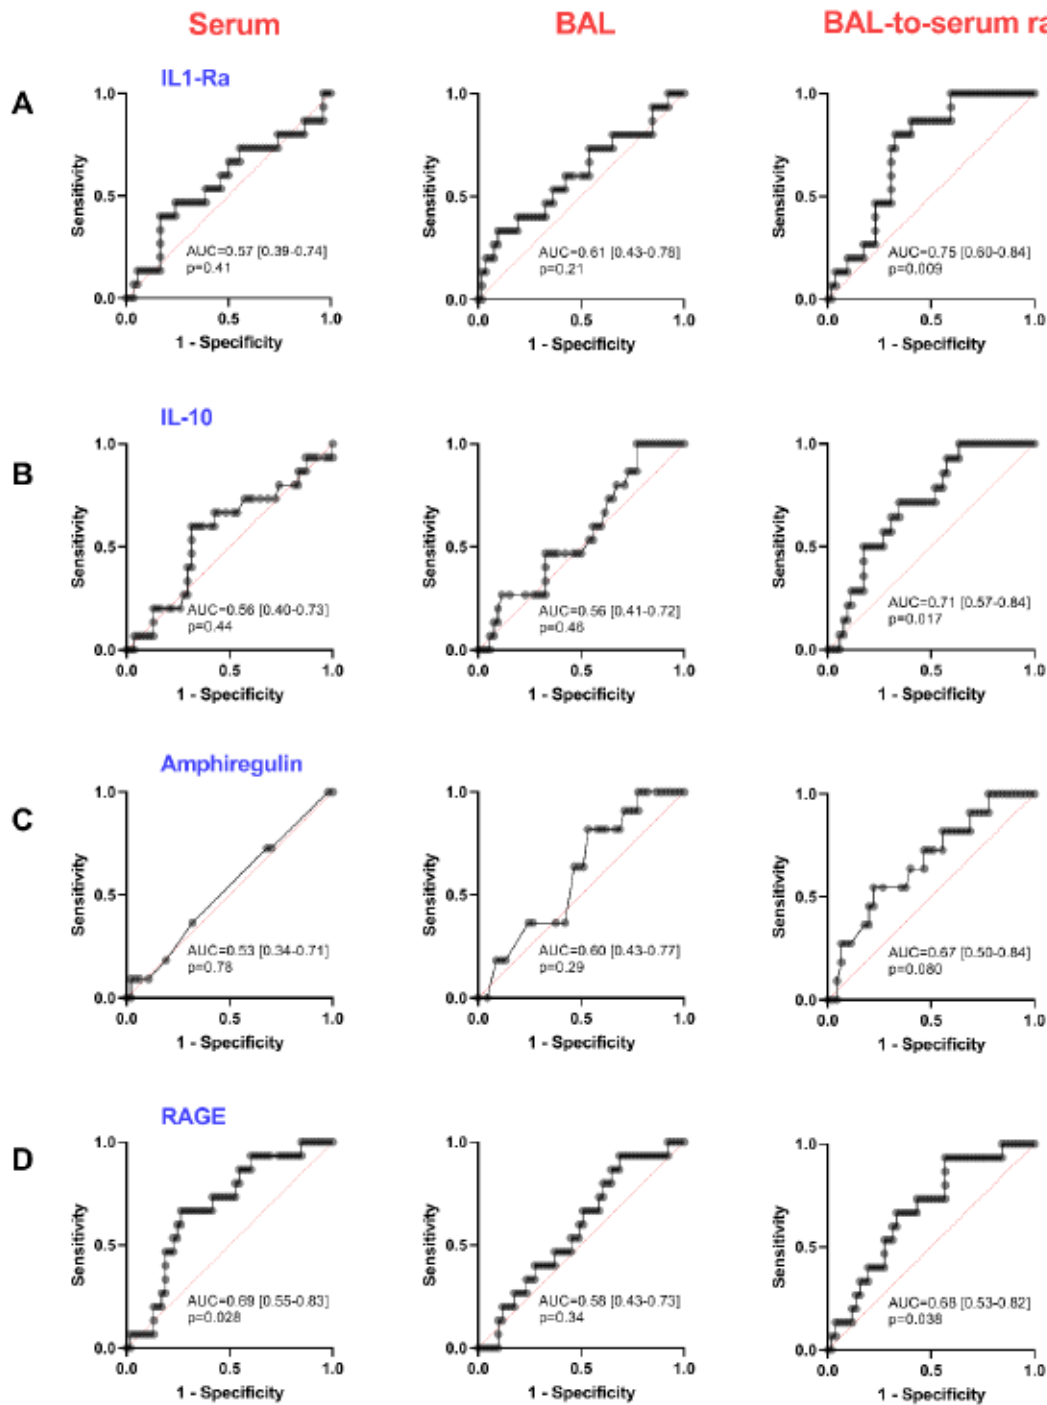 Serum BAL BAL-to-serum ra
A IL1-Ra
1.0 1.0 1.0
Sensitivity Sensitivity Sensitivity
0.5 0.5 0.5
AUC=0.57 [0.39-0.74] AUC=0.61 [0.43-0.78] AUC=0.75 [0.60-0.84]
p=0.41 p=0.21 p=0.009
0.0 0.0 0.0
0.0 0.5 1.0 0.0 0.5 1.0 0.0 0.5 1.0
1 - Specificity 1 - Specificity 1 - Specificity
IL-10
B 1.0 1.0 1.0
Sensitivity Sensitivity Sensitivity
0.5 0.5 0.5
AUC=0.56 [0.40-0.73] AUC=0.56 [0.41-0.72] AUC=0.71 [0.57-0.84]
p=0.44 p=0.46 p=0.017
0.0 0.0 0.0
0.0 0.5 1.0 0.0 0.5 1.0 0.0 0.5 1.0
1 - Specificity 1 - Specificity 1 - Specificity
Amphiregulin
C 1.0 1.0 1.0
Sensitivity Sensitivity Sensitivity
0.5 0.5 0.5
AUC=0.53 [0.34-0.71] AUC=0.60 [0.43-0.77] AUC=0.67 [0.50-0.84]
p=0.78 p=0.29 p=0.080
0.0 0.0 0.0
0.0 0.5 1.0 0.0 0.5 1.0 0.0 0.5 1.0
1 - Specificity 1 - Specificity 1 - Specificity
RAGE
D 1.0 1.0 1.0
Sensitivity Sensitivity Sensitivity
0.5 0.5 0.5
AUC=0.69 [0.55-0.83] AUC=0.58 [0.43-0.73] AUC=0.68 [0.53-0.82]
p=0.028 p=0.34 p=0.038
0.0 0.0 0.0
0.0 0.5 1.0 0.0 0.5 1.0 0.0 0.5 1.0
1 - Specificity 1 - Specificity 1 - Specificity